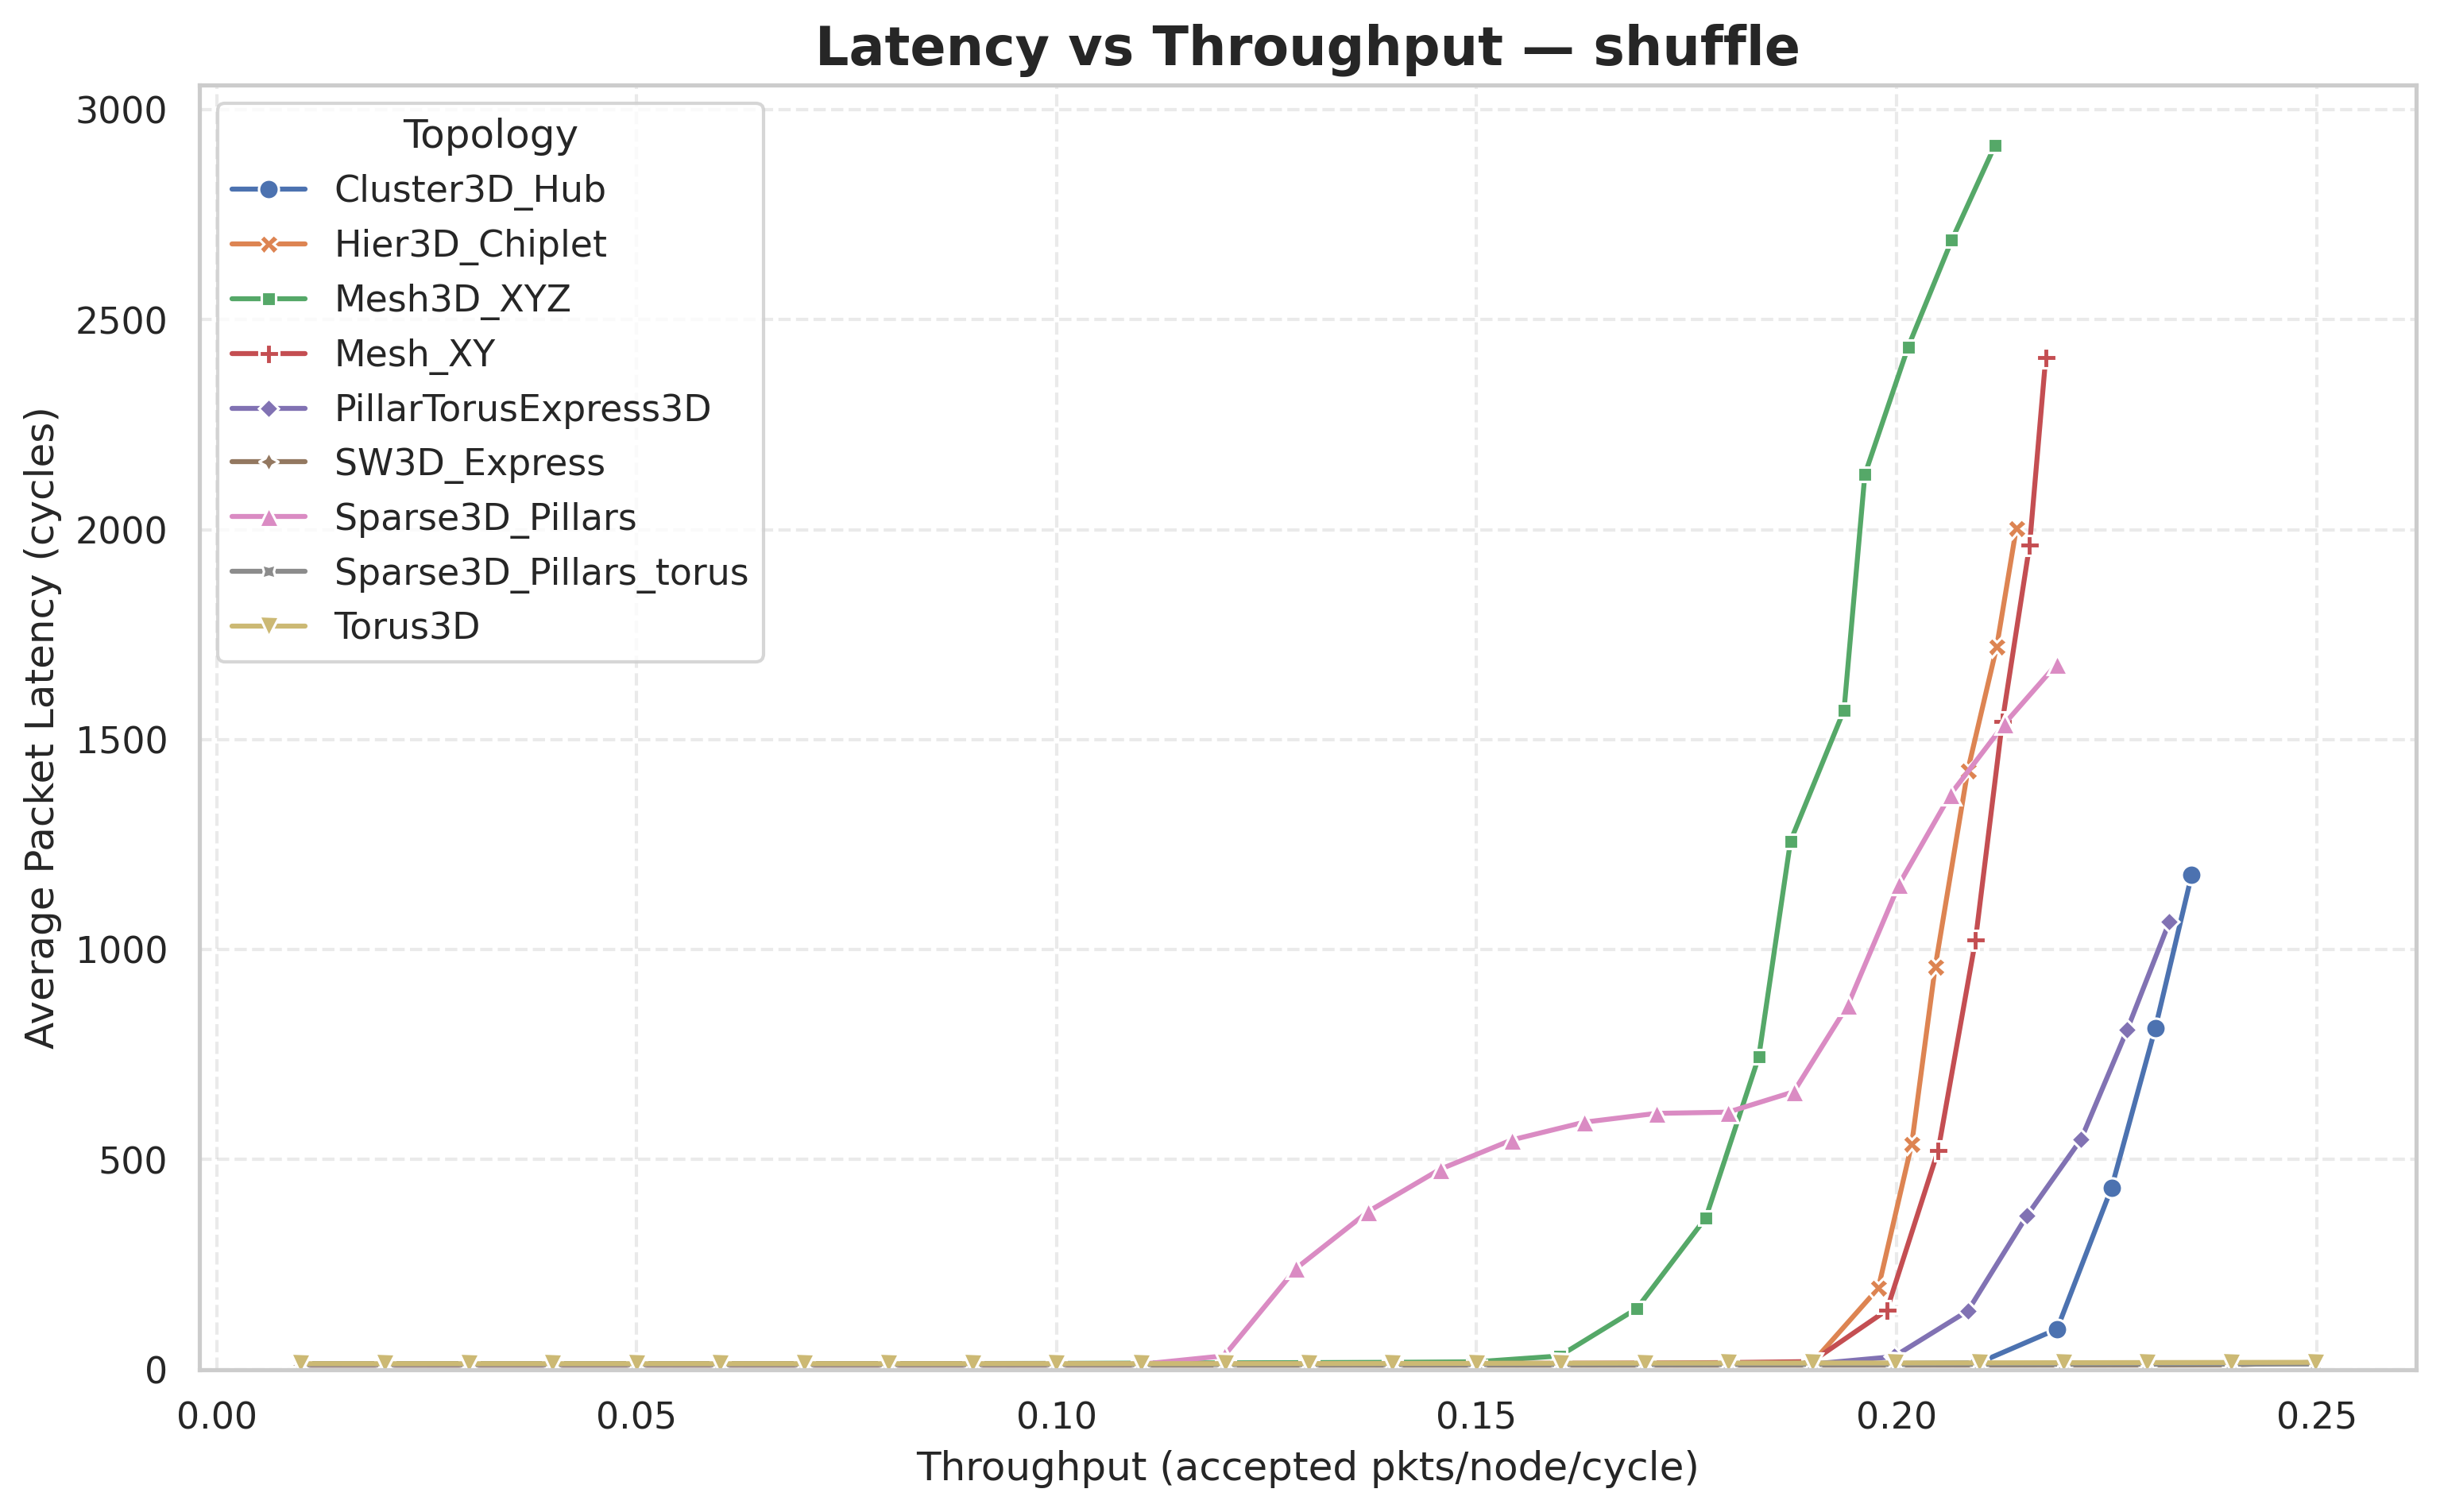 Latency vs Throughput — shuffle
3000
2500
2000
1500
1000
500
0
Average Packet Latency (cycles)
Topology
Cluster3D_Hub
Hier3D_Chiplet
Mesh3D_XYZ
Mesh_XY
PillarTorusExpress3D
SW3D_Express
Sparse3D_Pillars
Sparse3D_Pillars_torus
Torus3D
0.00 0.05 0.10 0.15 0.20 0.25
Throughput (accepted pkts/node/cycle)